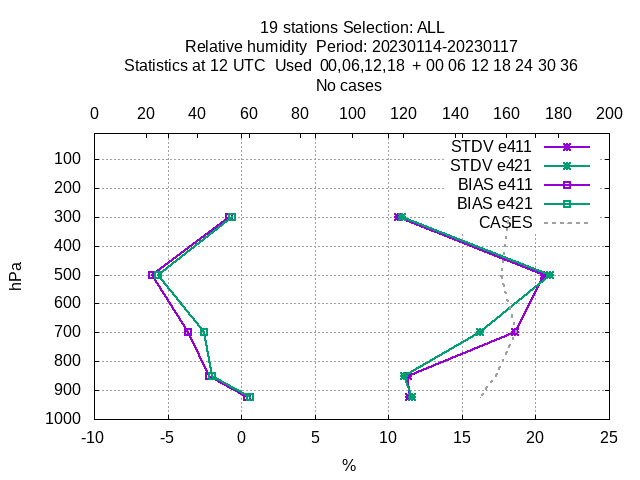 19 stations Selection: ALL
Relative humidity  Period: 20230114-20230117
Statistics at 12 UTC  Used  00,06,12,18  + 00 06 12 18 24 30 36
No cases
0 20 40 60 80 100 120 140 160 180 200
STDV e411
STDV e421
BIAS e411
BIAS e421
CASES
hPa
100
200
300
400
500
600
700
800
900
1000
-10 -5 0 5 10 15 20 25
%